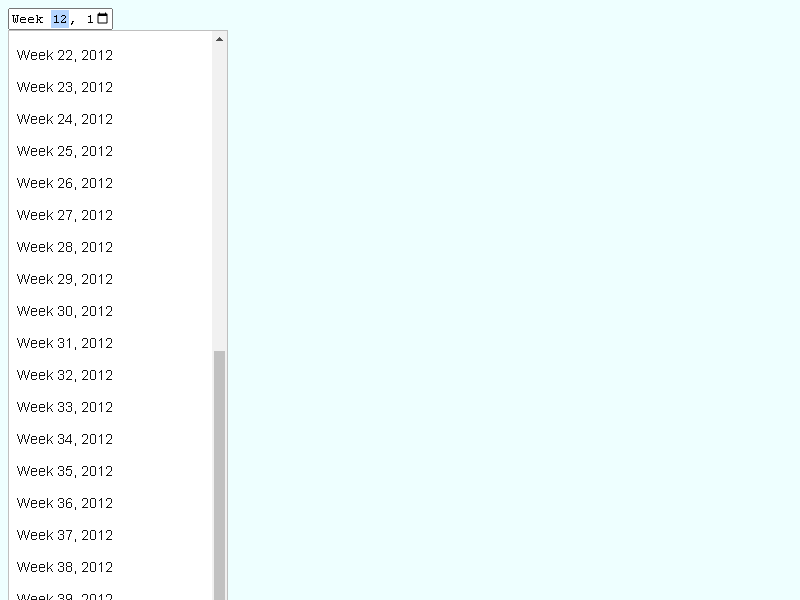 Week 12, 1
Week 22, 2012
Week 23, 2012
Week 24, 2012
Week 25, 2012
Week 26, 2012
Week 27, 2012
Week 28, 2012
Week 29, 2012
Week 30, 2012
Week 31, 2012
Week 32, 2012
Week 33, 2012
Week 34, 2012
Week 35, 2012
Week 36, 2012
Week 37, 2012
Week 38, 2012
Week 39, 2012